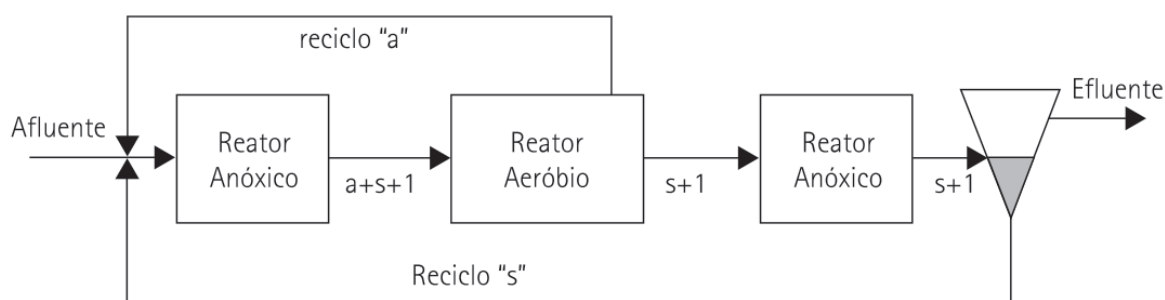 reciclo “a”
Afluente
Reator
Anóxico
a+s+1
Reator
Aeróbio
s+1
Reator
Anóxico
s+1
Efluente
Reciclo “s”